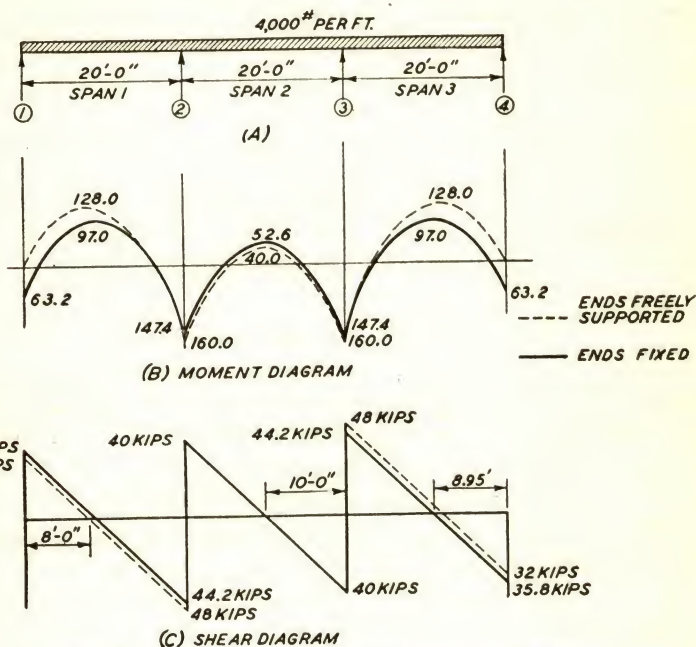 4,000# PER FT.
20'-0" 20'-0" 20'-0"
SPAN 1 SPAN 2 SPAN 3
① ② ③ ④
(A)
128.0 128.0
97.0 52.6 97.0
40.0
63.2 63.2
147.4 147.4
160.0 160.0
ENDS FREELY
SUPPORTED
ENDS FIXED
(B) MOMENT DIAGRAM
48 KIPS
40 KIPS 44.2 KIPS
PS
PS
10'-0" 8.95'
8'-0"
44.2 KIPS 40 KIPS 32 KIPS
48 KIPS 35.8 KIPS
(C) SHEAR DIAGRAM